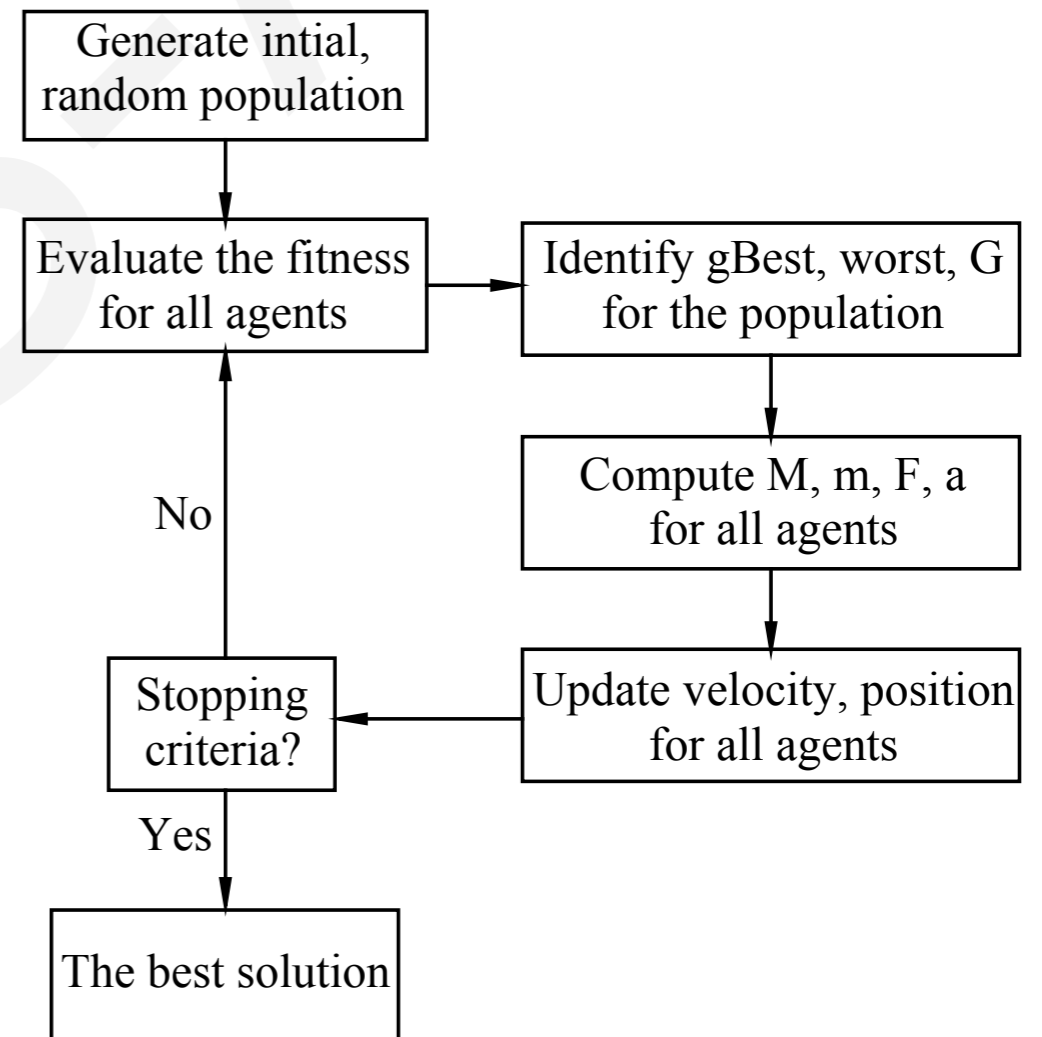 Generate intial,
random population
Evaluate the fitness
for all agents
Identify gBest, worst, G
for the population
Compute M, m, F, a
for all agents
Update velocity, position
for all agents
Stopping
criteria?
No
Yes
The best solution